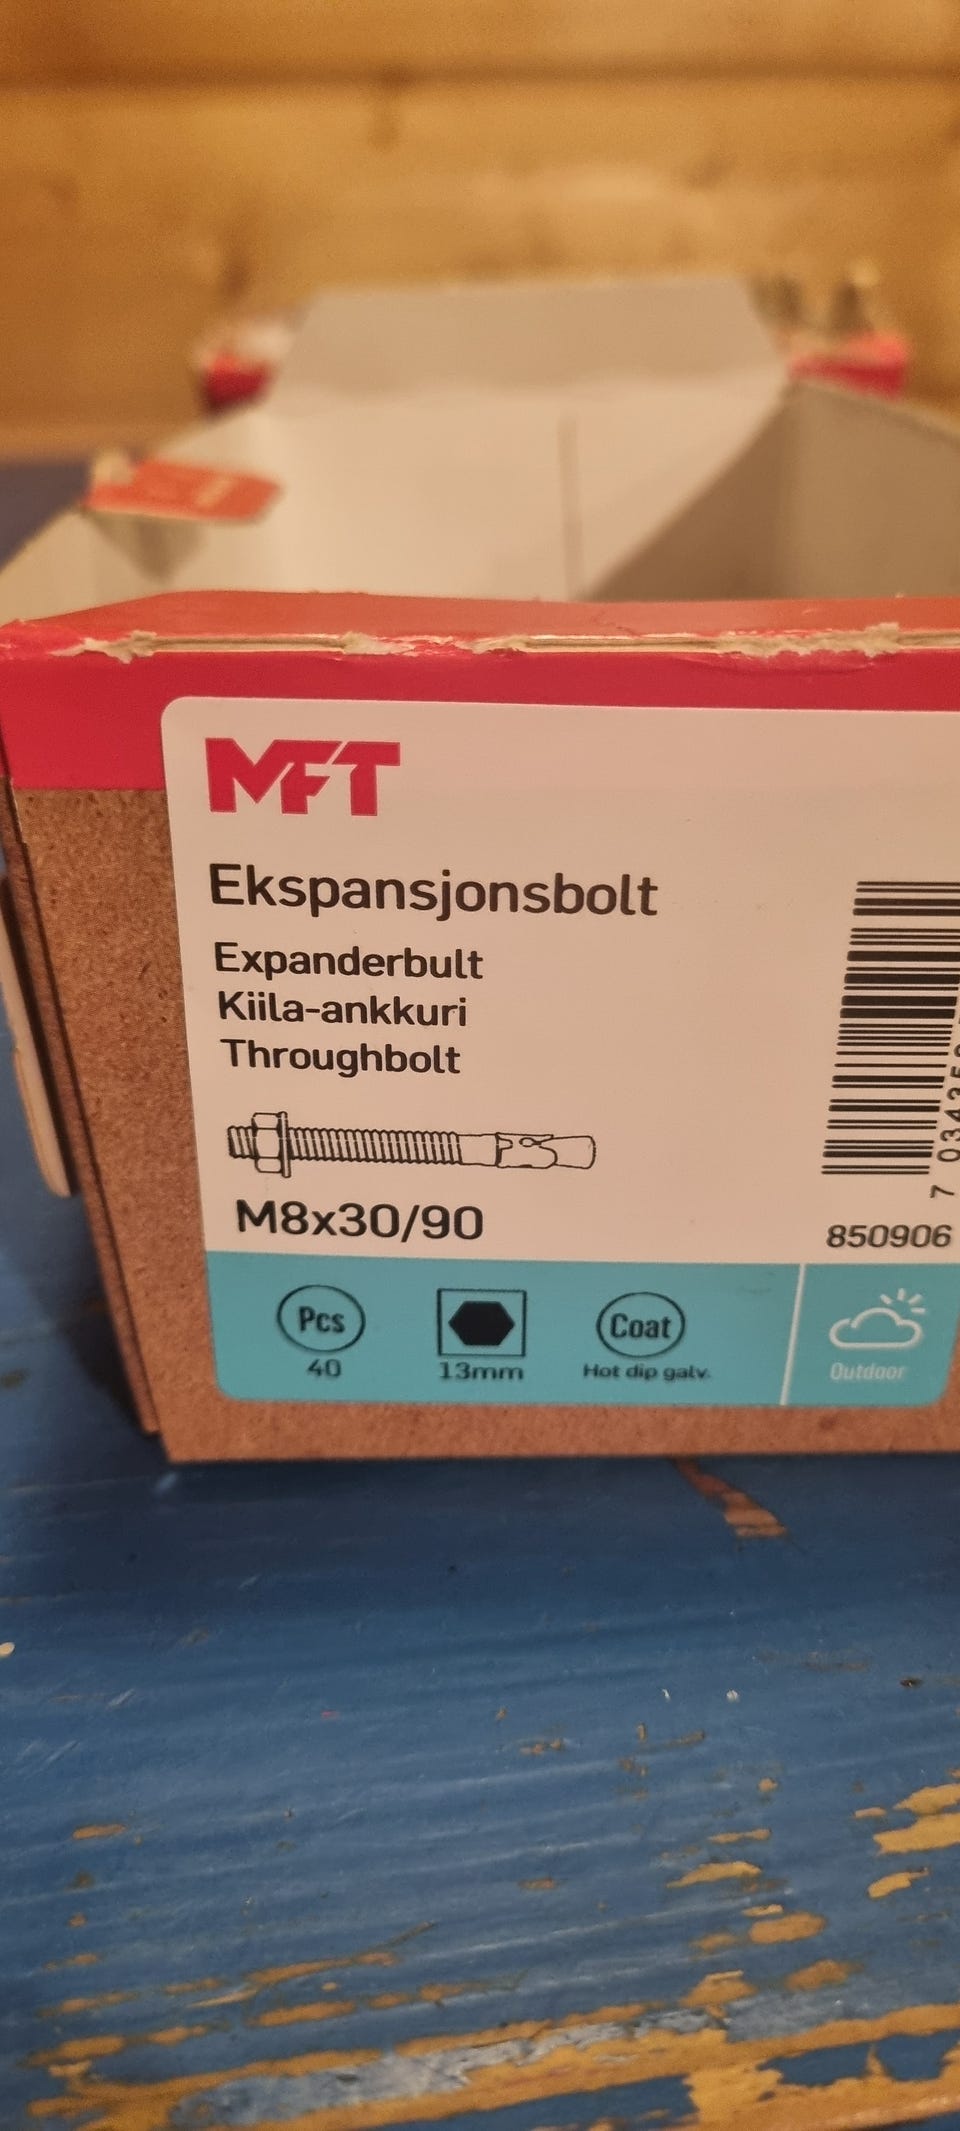 MFT
Ekspansjonsbolt
Expanderbult
Kiila-ankkuri
Throughbolt
M8x30/90
850906
Pcs
40
13mm
Coat
Hot dip galv.
Outdoor